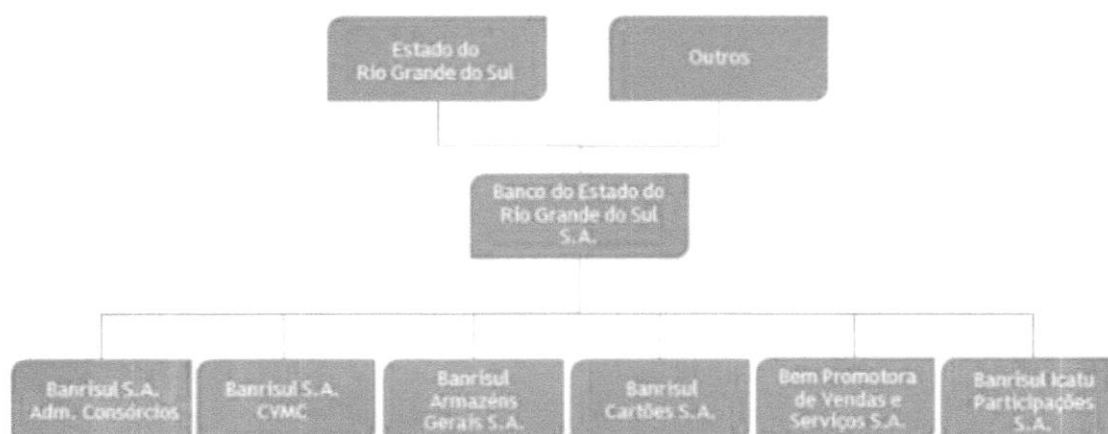 Estado do
Rio Grande do Sul
Outros
Banco do Estado do
Rio Grande do Sul
S.A.
Banrisul S.A.
Adm. Consórcios
Banrisul S.A.
CVMC
Banrisul
Armazéns
Gerais S.A.
Banrisul
Cartões S.A.
Bem Promotora
de Vendas e
Serviços S.A.
Banrisul Icatu
Participações
S.A.